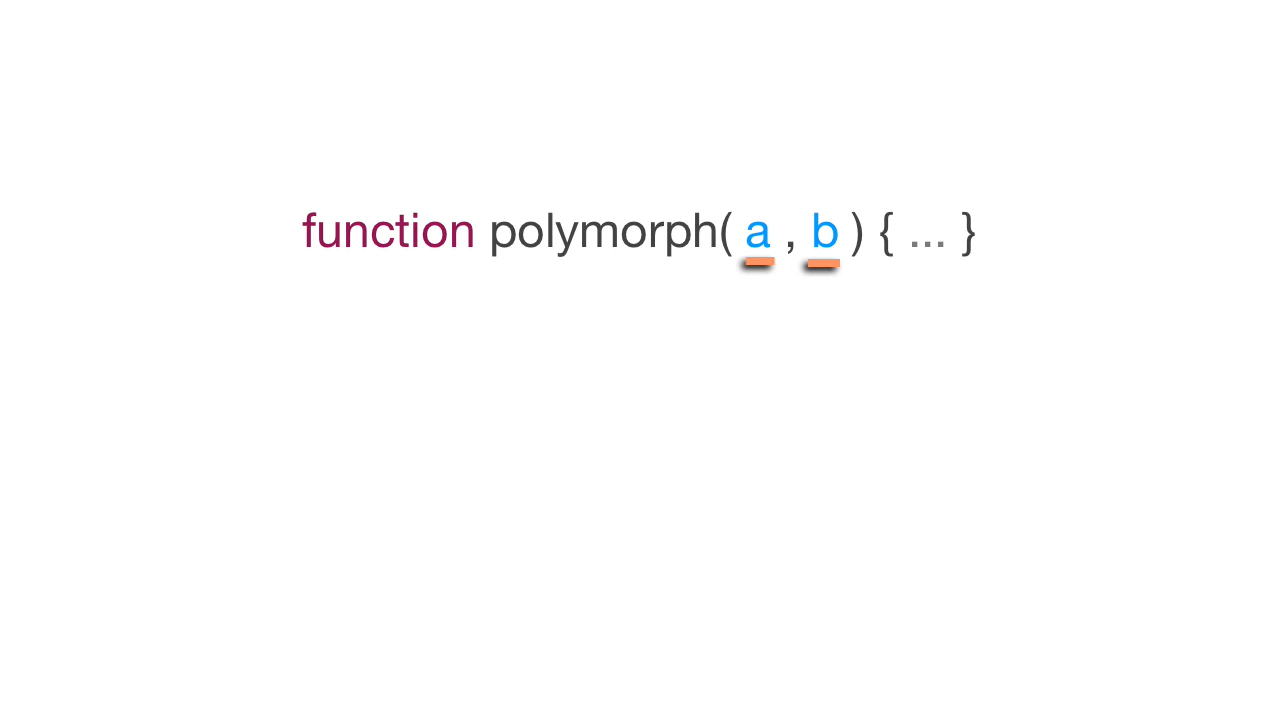 function polymorph( a , b ) { ... }